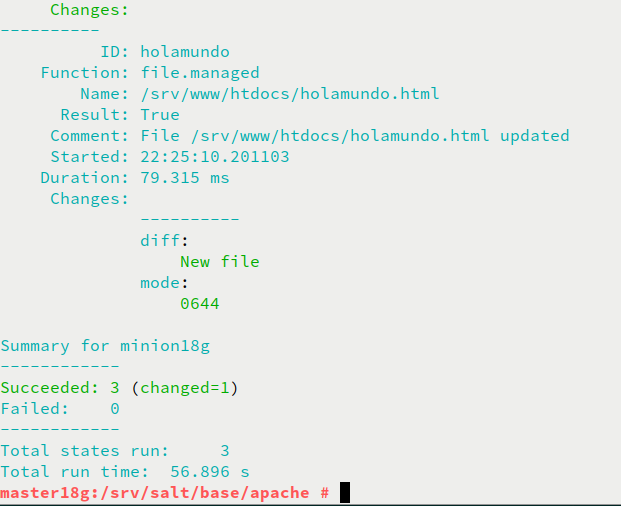 Changes:
----------
          ID: holamundo
    Function: file.managed
        Name: /srv/www/htdocs/holamundo.html
      Result: True
     Comment: File /srv/www/htdocs/holamundo.html updated
     Started: 22:25:10.201103
    Duration: 79.315 ms
     Changes:
              ----------
              diff:
                  New file
              mode:
                  0644
Summary for minion18g
------------
Succeeded: 3 (changed=1)
Failed:    0
------------
Total states run:     3
Total run time:  56.896 s
master18g:/srv/salt/base/apache #